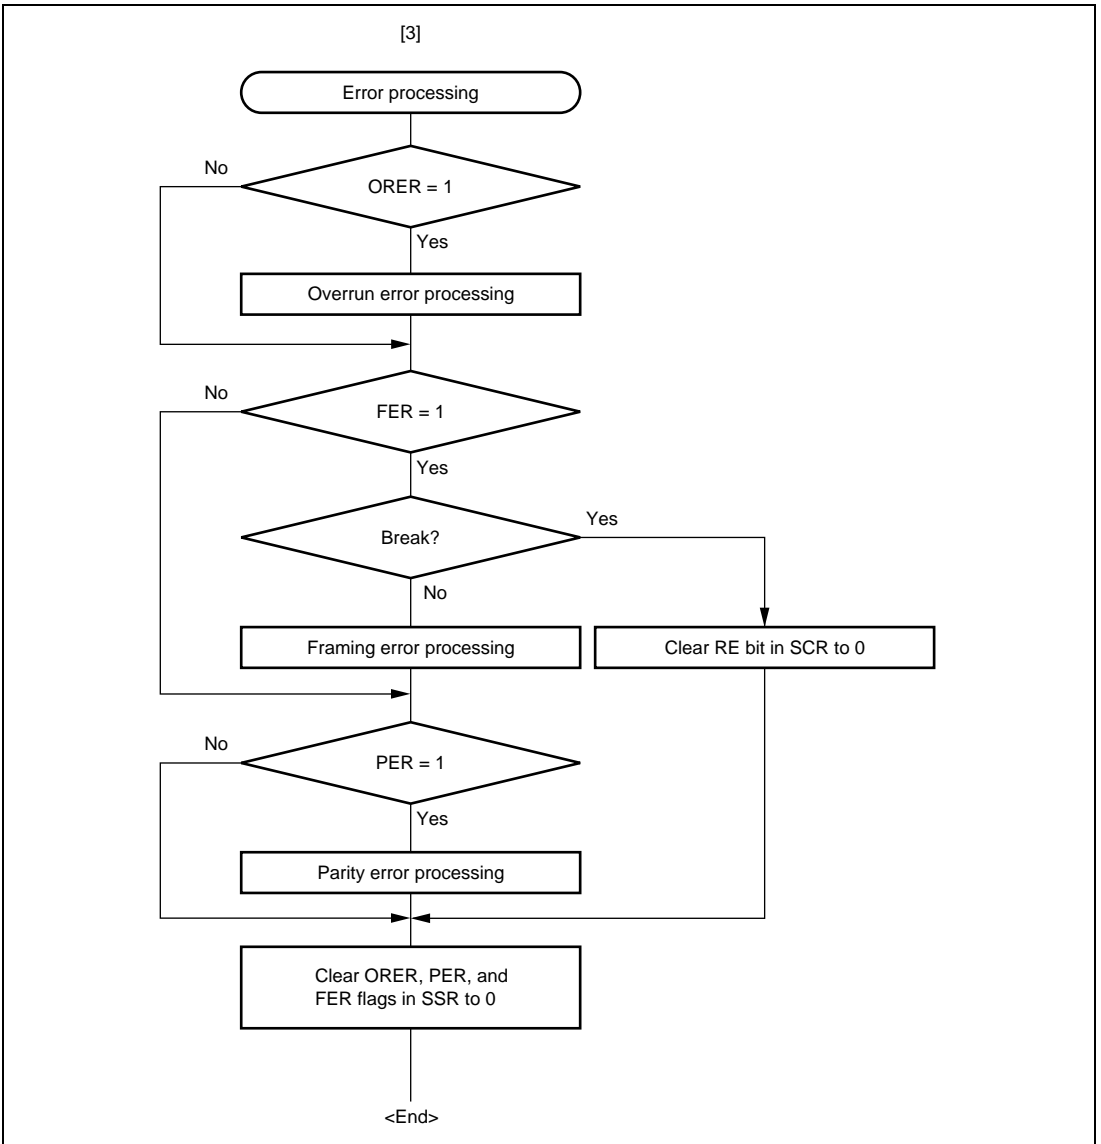 [3]
Error processing
No
ORER = 1
Yes
Overrun error processing
No
FER = 1
Yes
Break?
Yes
No
Framing error processing
Clear RE bit in SCR to 0
No
PER = 1
Yes
Parity error processing
Clear ORER, PER, and
FER flags in SSR to 0
<End>